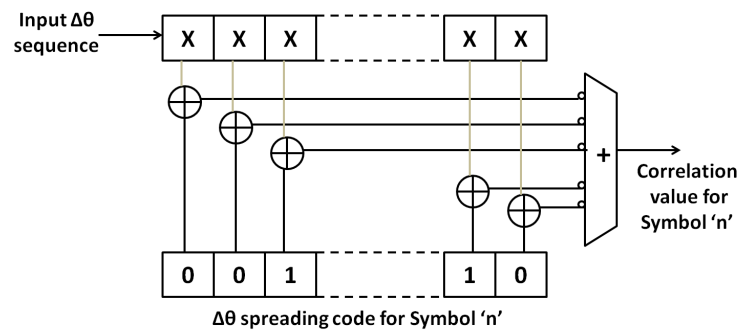 Input Δθ
sequence
X X X X X
+
Correlation
value for
Symbol ‘n’
0 0 1 1 0
Δθ spreading code for Symbol ‘n’